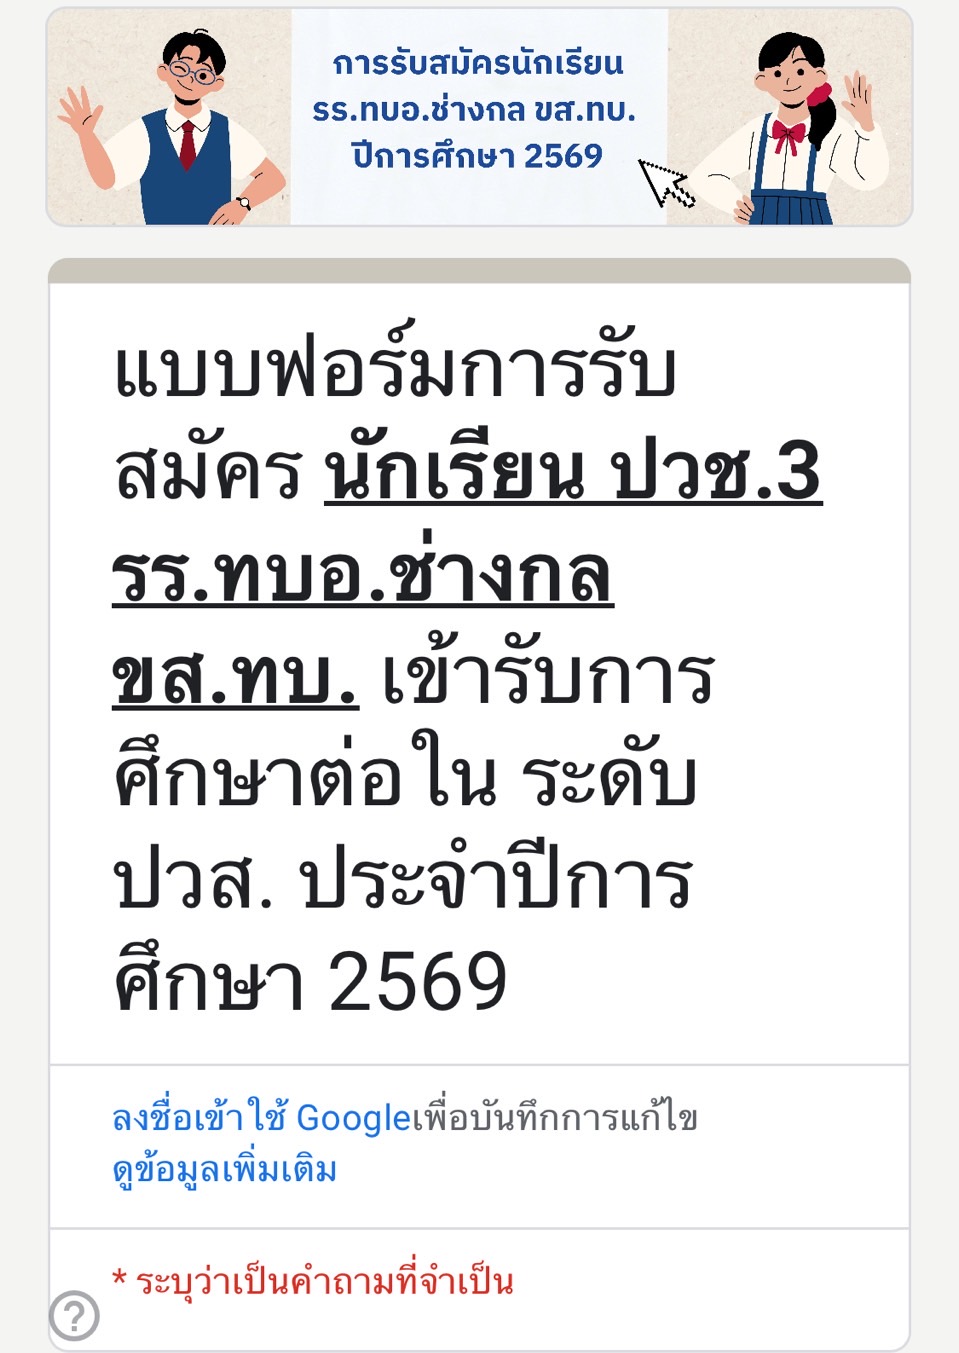 การรับสมัครนักเรียน
รร.ทบอ.ช่างกล ขส.ทบ.
ปีการศึกษา 2569
แบบฟอร์มการรับ
สมัคร นักเรียน ปวช.3
รร.ทบอ.ช่างกล
ขส.ทบ. เข้ารับการ
ศึกษาต่อใน ระดับ
ปวส. ประจำปีการ
ศึกษา 2569
ลงชื่อเข้าใช้ Googleเพื่อบันทึกการแก้ไข
ดูข้อมูลเพิ่มเติม
* ระบุว่าเป็นคำถามที่จำเป็น
?